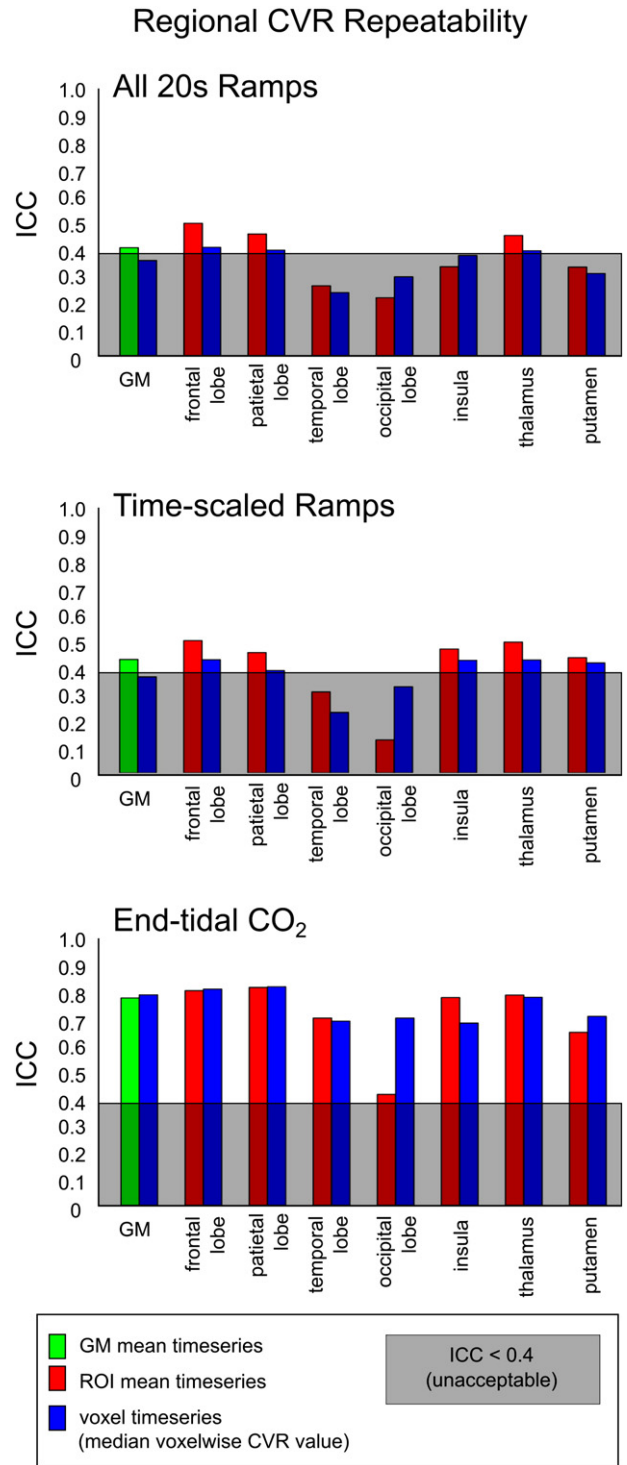 Regional CVR Repeatability
All 20s Ramps
ICC
1.0
0.9
0.8
0.7
0.6
0.5
0.4
0.3
0.2
0.1
0
GM
frontal
lobe
patietal
lobe
temporal
lobe
occipital
lobe
insula
thalamus
putamen
Time-scaled Ramps
ICC
1.0
0.9
0.8
0.7
0.6
0.5
0.4
0.3
0.2
0.1
0
GM
frontal
lobe
patietal
lobe
temporal
lobe
occipital
lobe
insula
thalamus
putamen
End-tidal CO₂
ICC
1.0
0.9
0.8
0.7
0.6
0.5
0.4
0.3
0.2
0.1
0
GM
frontal
lobe
patietal
lobe
temporal
lobe
occipital
lobe
insula
thalamus
putamen
GM mean timeseries
ROI mean timeseries
voxel timeseries
(median voxelwise CVR value)
ICC < 0.4
(unacceptable)